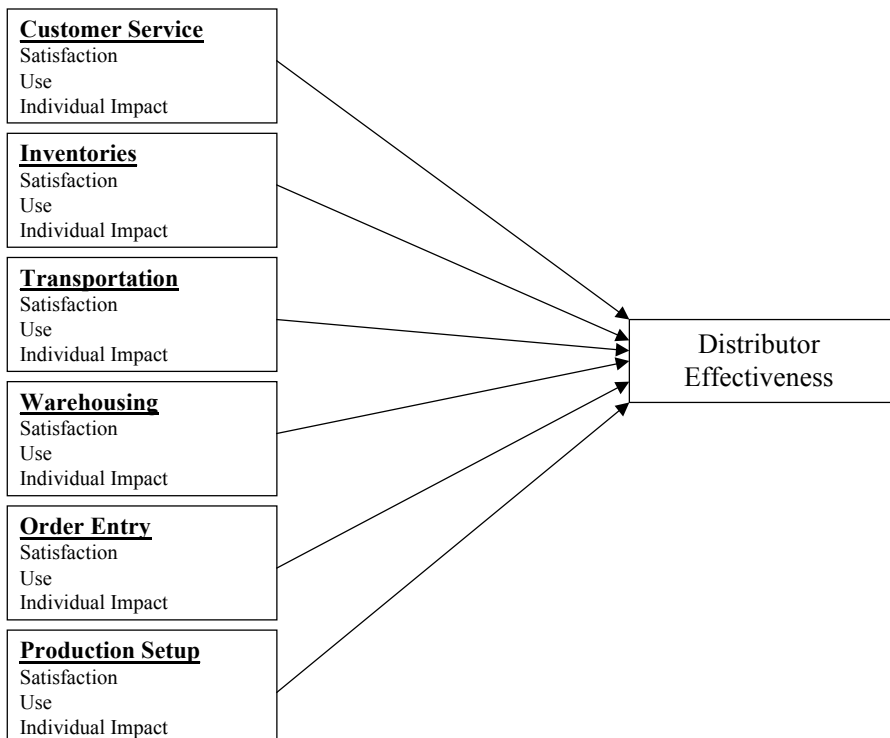 Customer Service
Satisfaction
Use
Individual Impact
Inventories
Satisfaction
Use
Individual Impact
Transportation
Satisfaction
Use
Individual Impact
Warehousing
Satisfaction
Use
Individual Impact
Order Entry
Satisfaction
Use
Individual Impact
Production Setup
Satisfaction
Use
Individual Impact
Distributor
Effectiveness